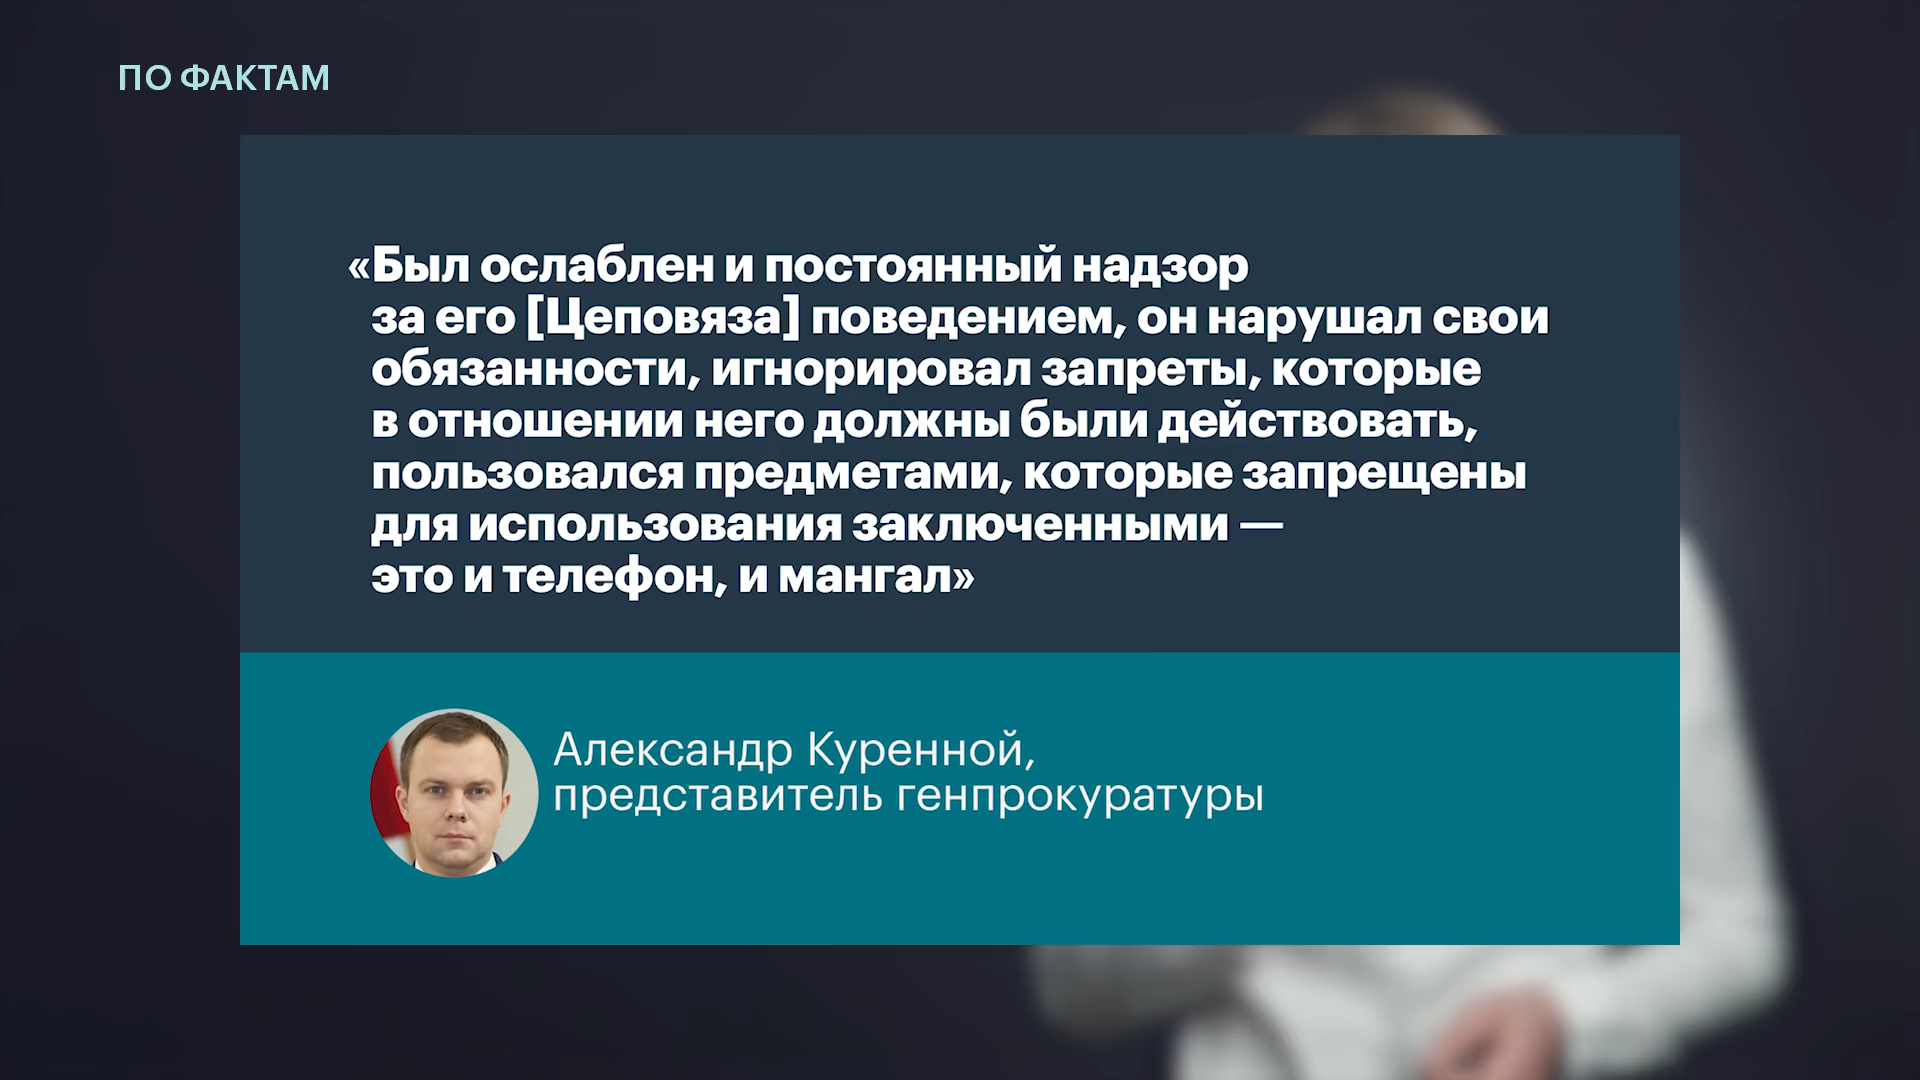 ПО ФАКТАМ
«Был ослаблен и постоянный надзор
за его [Цеповяза] поведением, он нарушал свои
обязанности, игнорировал запреты, которые
в отношении него должны были действовать,
пользовался предметами, которые запрещены
для использования заключенными —
это и телефон, и мангал»
Александр Куренной,
представитель генпрокуратуры